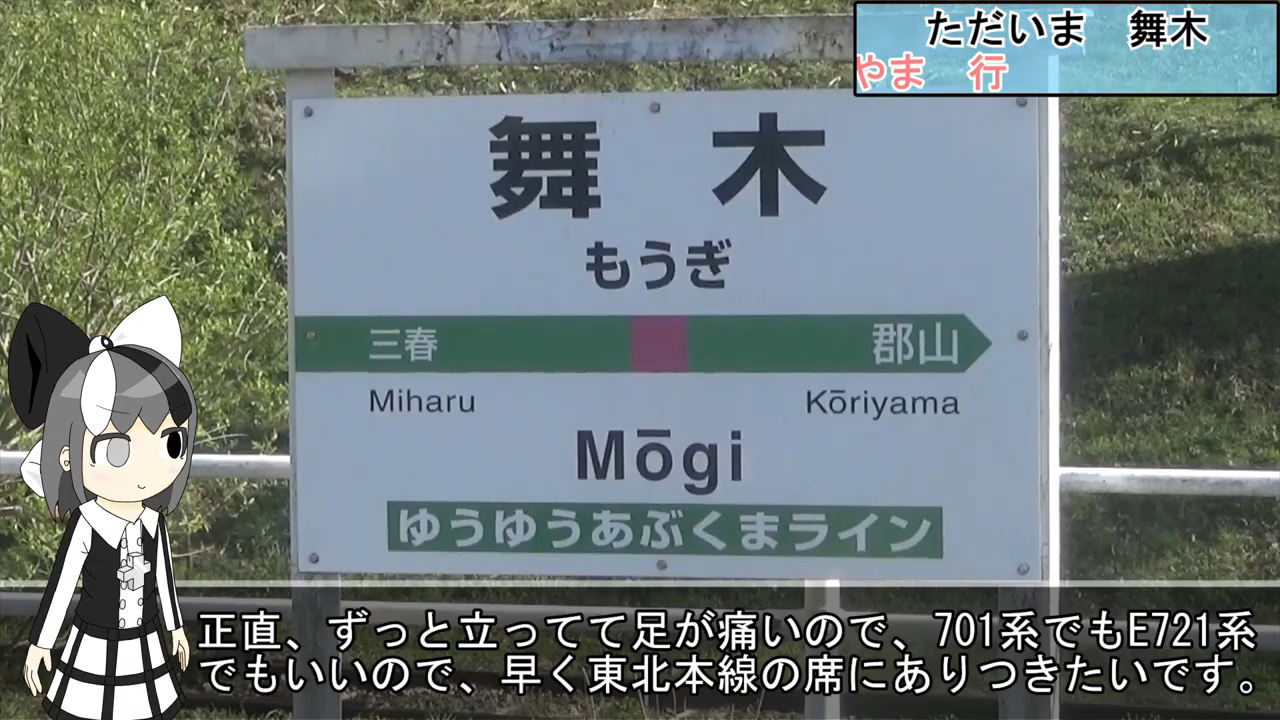 ただいま　舞木
やま　行
舞　木
もうぎ
三春　郡山
Miharu　Kōriyama
Mōgi
ゆうゆうあぶくまライン
正直、ずっと立ってて足が痛いので、701系でもE721系
でもいいので、早く東北本線の席にありつきたいです。